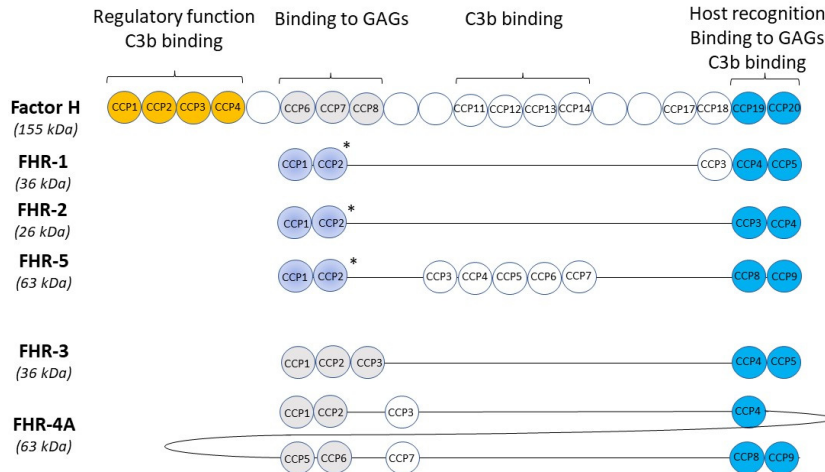 Regulatory function
C3b binding
Binding to GAGs
C3b binding
Host recognition
Binding to GAGs
C3b binding
Factor H
(155 kDa)
CCP1 CCP2 CCP3 CCP4 CCP6 CCP7 CCP8 CCP11 CCP12 CCP13 CCP14 CCP17 CCP18 CCP19 CCP20
FHR-1
(36 kDa)
CCP1 CCP2 * CCP3 CCP4 CCP5
FHR-2
(26 kDa)
CCP1 CCP2 * CCP3 CCP4
FHR-5
(63 kDa)
CCP1 CCP2 * CCP3 CCP4 CCP5 CCP6 CCP7 CCP8 CCP9
FHR-3
(36 kDa)
CCP1 CCP2 CCP3 CCP4 CCP5
FHR-4A
(63 kDa)
CCP1 CCP2 CCP3 CCP4
CCP5 CCP6 CCP7 CCP8 CCP9